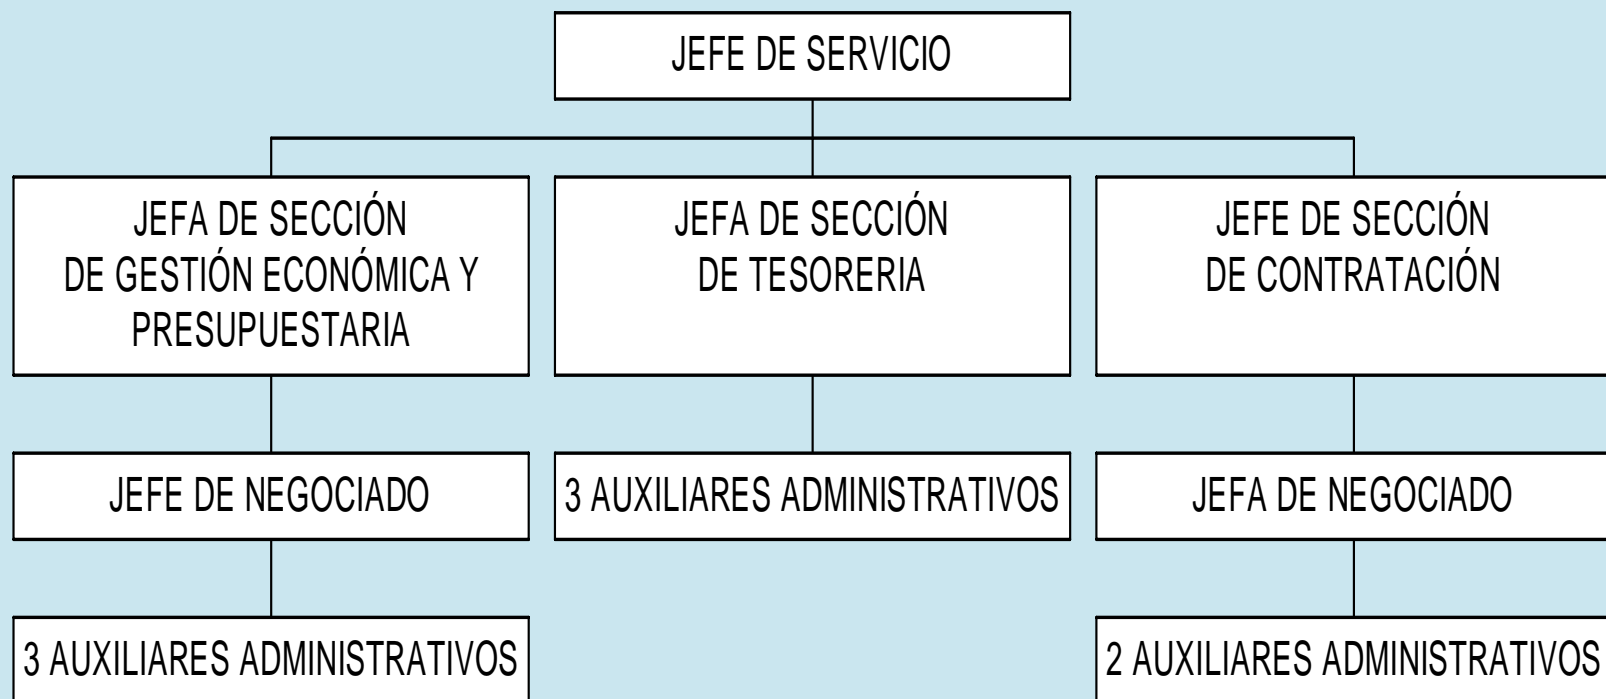 JEFE DE SERVICIO
JEFA DE SECCIÓN
DE GESTIÓN ECONÓMICA Y
PRESUPUESTARIA
JEFA DE SECCIÓN
DE TESORERIA
JEFE DE SECCIÓN
DE CONTRATACIÓN
JEFE DE NEGOCIADO
3 AUXILIARES ADMINISTRATIVOS
JEFA DE NEGOCIADO
3 AUXILIARES ADMINISTRATIVOS
2 AUXILIARES ADMINISTRATIVOS